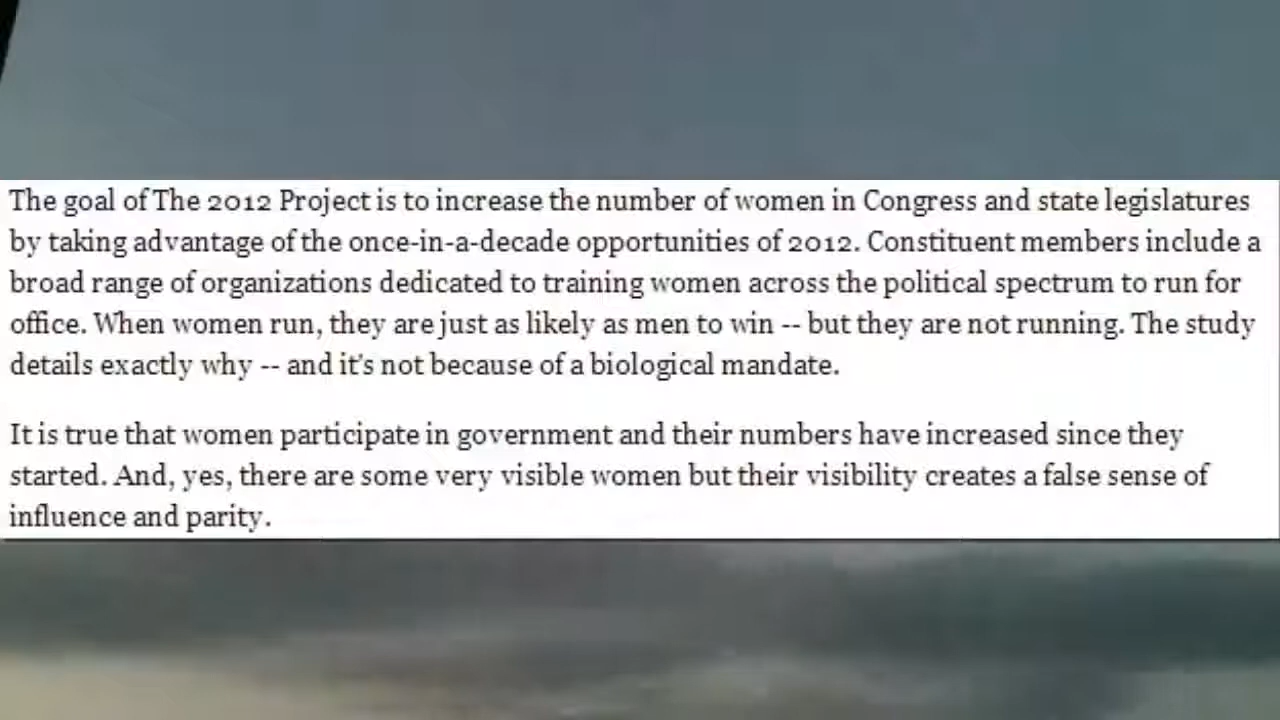 The goal of The 2012 Project is to increase the number of women in Congress and state legislatures
by taking advantage of the once-in-a-decade opportunities of 2012. Constituent members include a
broad range of organizations dedicated to training women across the political spectrum to run for
office. When women run, they are just as likely as men to win -- but they are not running. The study
details exactly why -- and it's not because of a biological mandate.
It is true that women participate in government and their numbers have increased since they
started. And, yes, there are some very visible women but their visibility creates a false sense of
influence and parity.